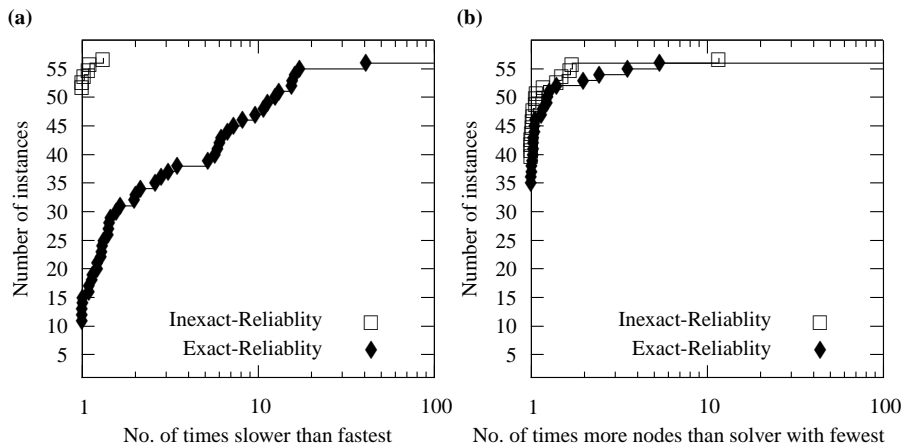 (a)
Number of instances
55
50
45
40
35
30
25
20
15
10
5
1
10
100
Inexact-Reliablity
Exact-Reliablity
No. of times slower than fastest
(b)
Number of instances
55
50
45
40
35
30
25
20
15
10
5
1
10
100
Inexact-Reliablity
Exact-Reliablity
No. of times more nodes than solver with fewest